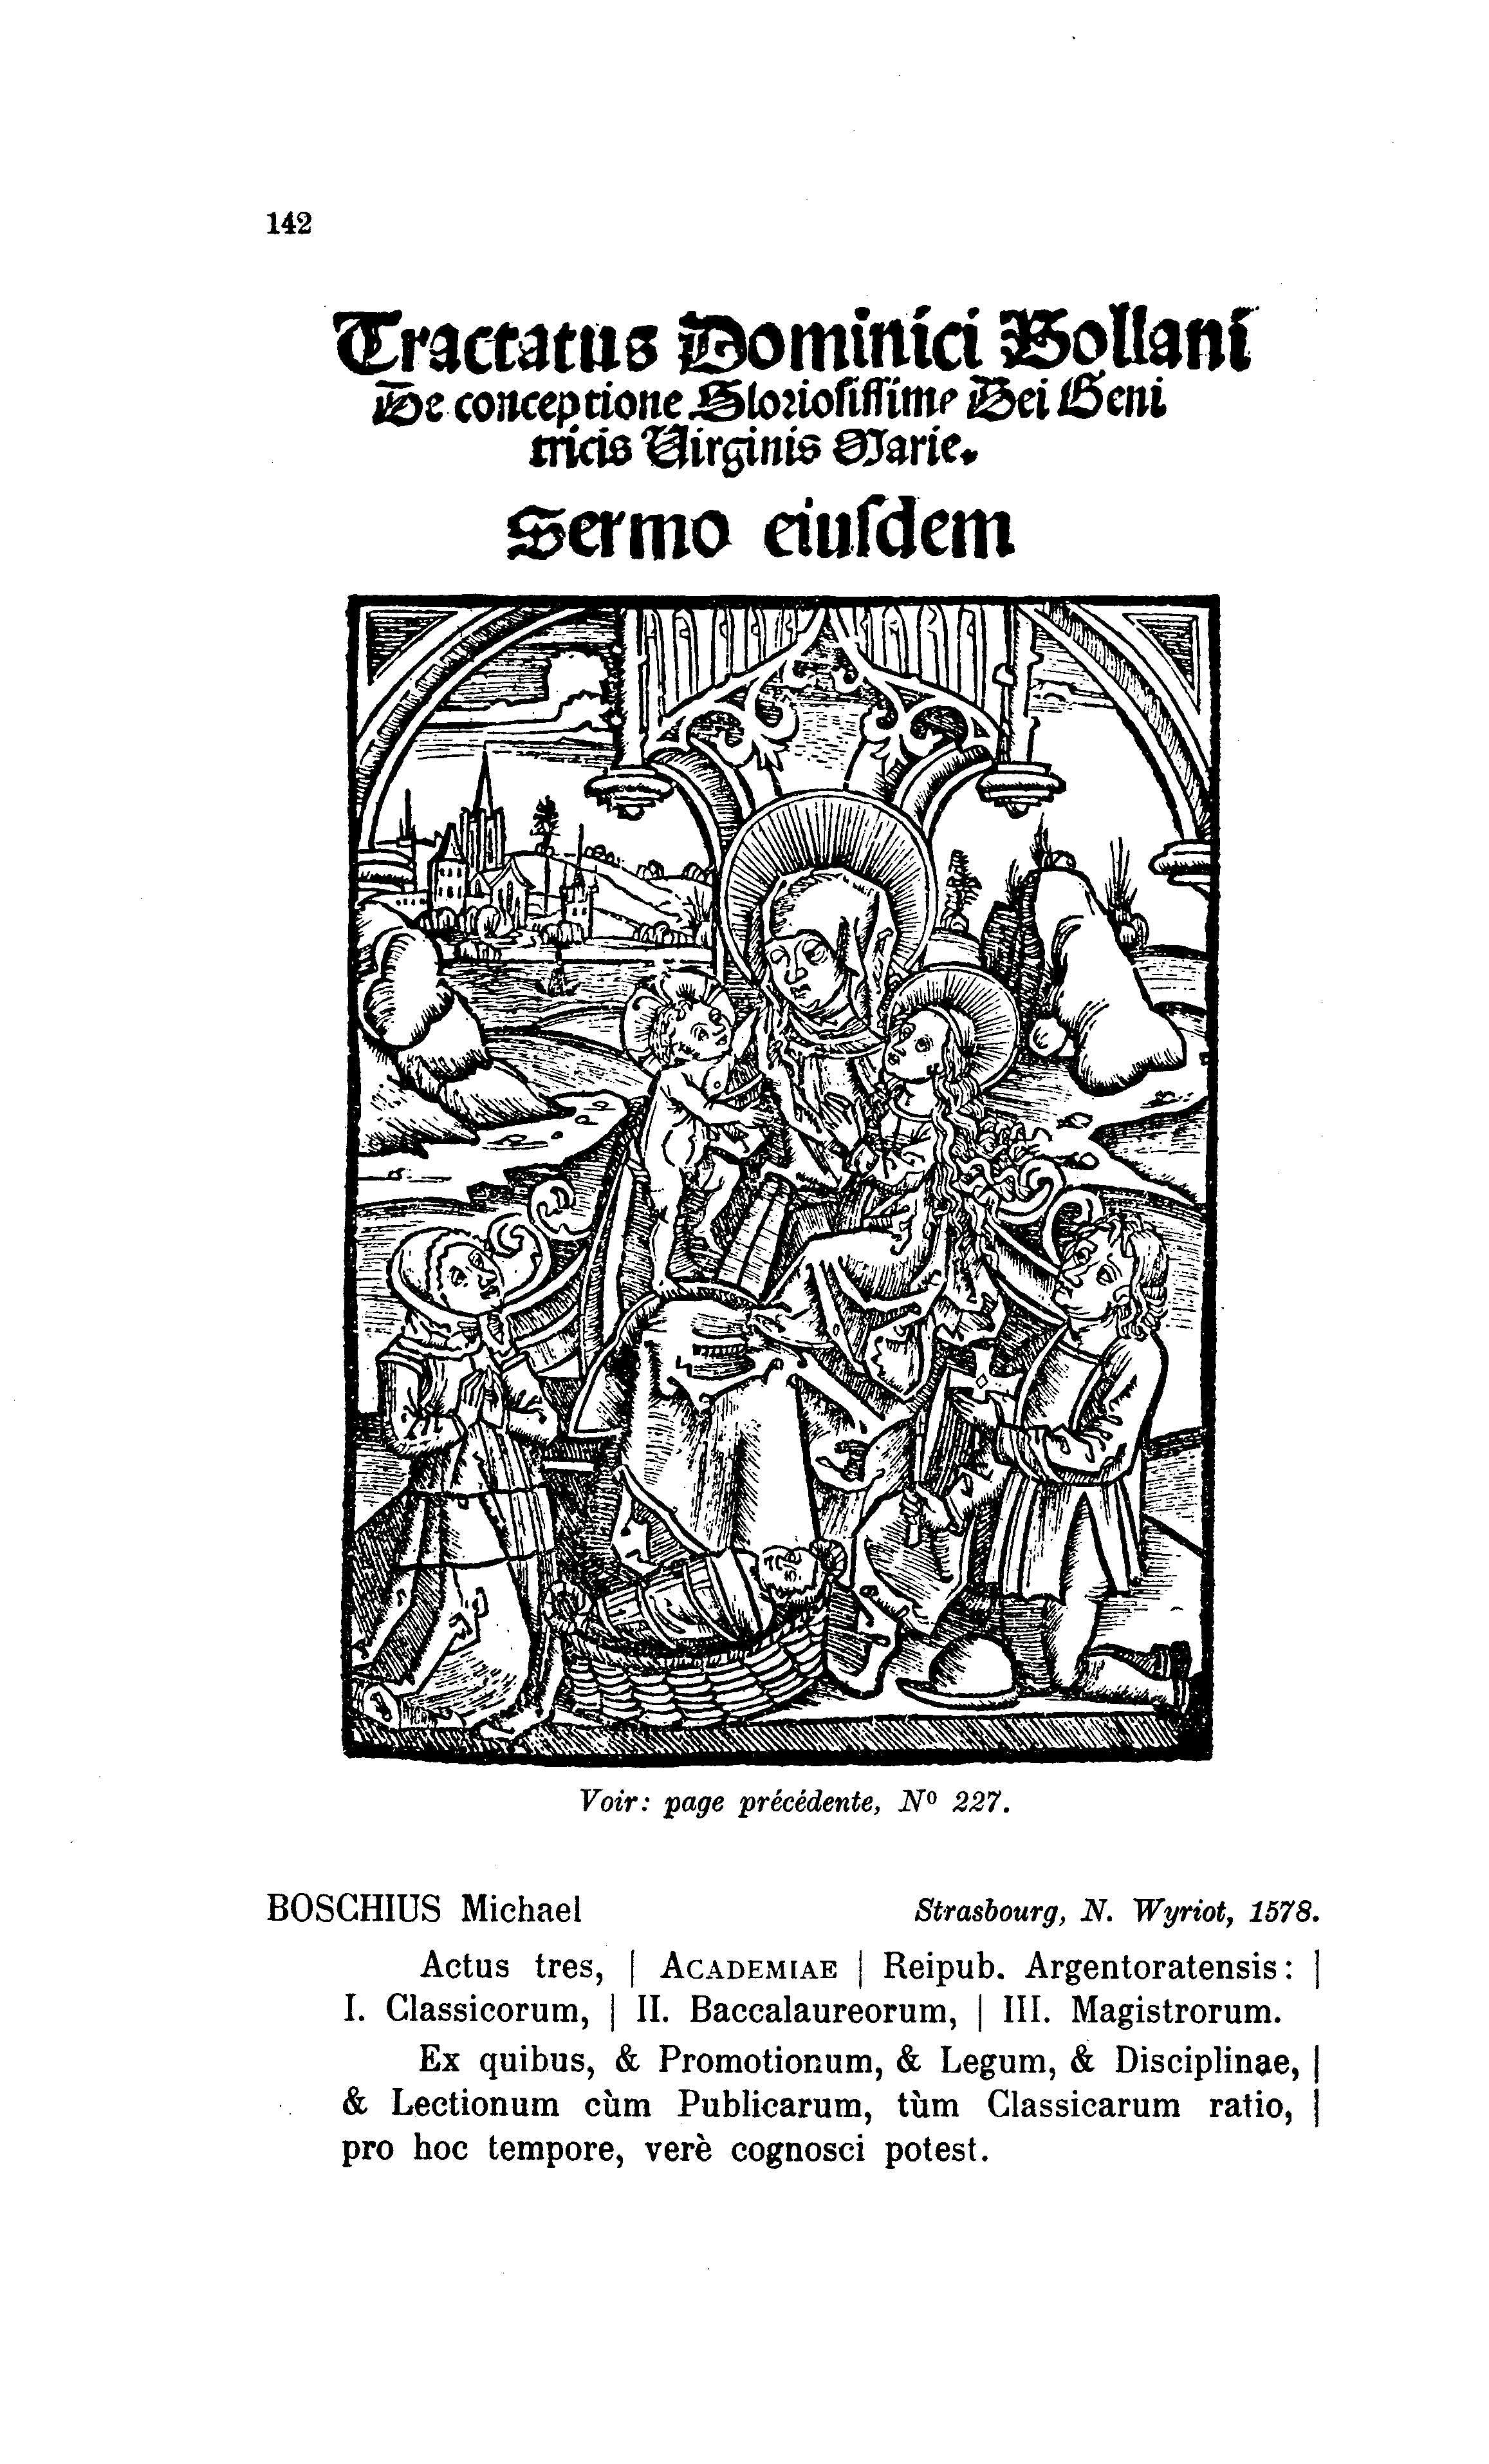 142
Tractatus Dominici Bollani
De conceptione Gloriosissime Dei Geni
tricis Virginis Marie.
Sermo eiusdem
Voir: page précédente, Nº 227.
BOSCHIUS Michael Strasbourg, N. Wyriot, 1578.
Actus tres, | ACADEMIAE | Reipub. Argentoratensis: |
I. Classicorum, | II. Baccalaureorum, | III. Magistrorum.
Ex quibus, & Promotionum, & Legum, & Disciplinae, |
& Lectionum cùm Publicarum, tùm Classicarum ratio, |
pro hoc tempore, verè cognosci potest.